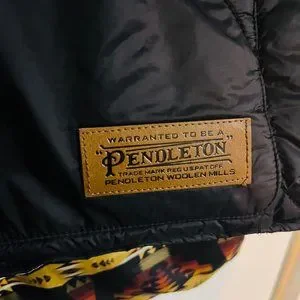 WARRANTED TO BE A
"PENDLETON"
TRADE MARK REG U.S. PAT. OFF.
PENDLETON WOOLEN MILLS